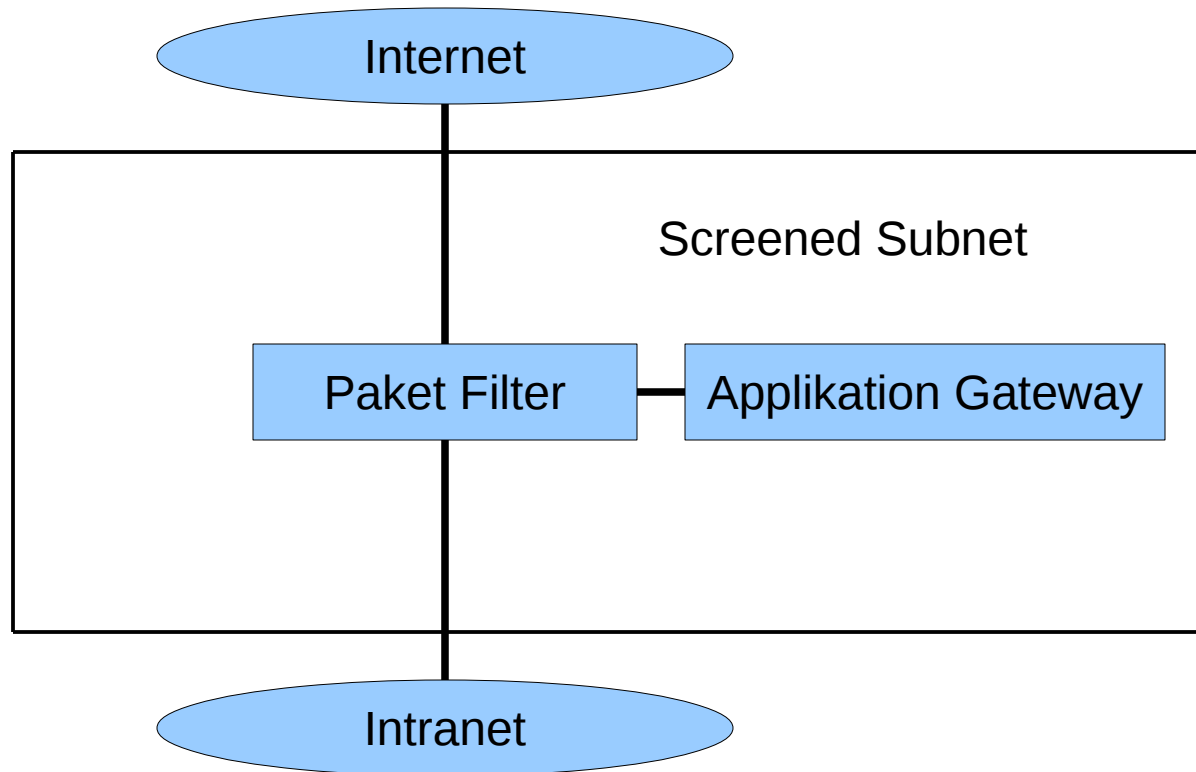 Internet
Screened Subnet
Paket Filter
Applikation Gateway
Intranet